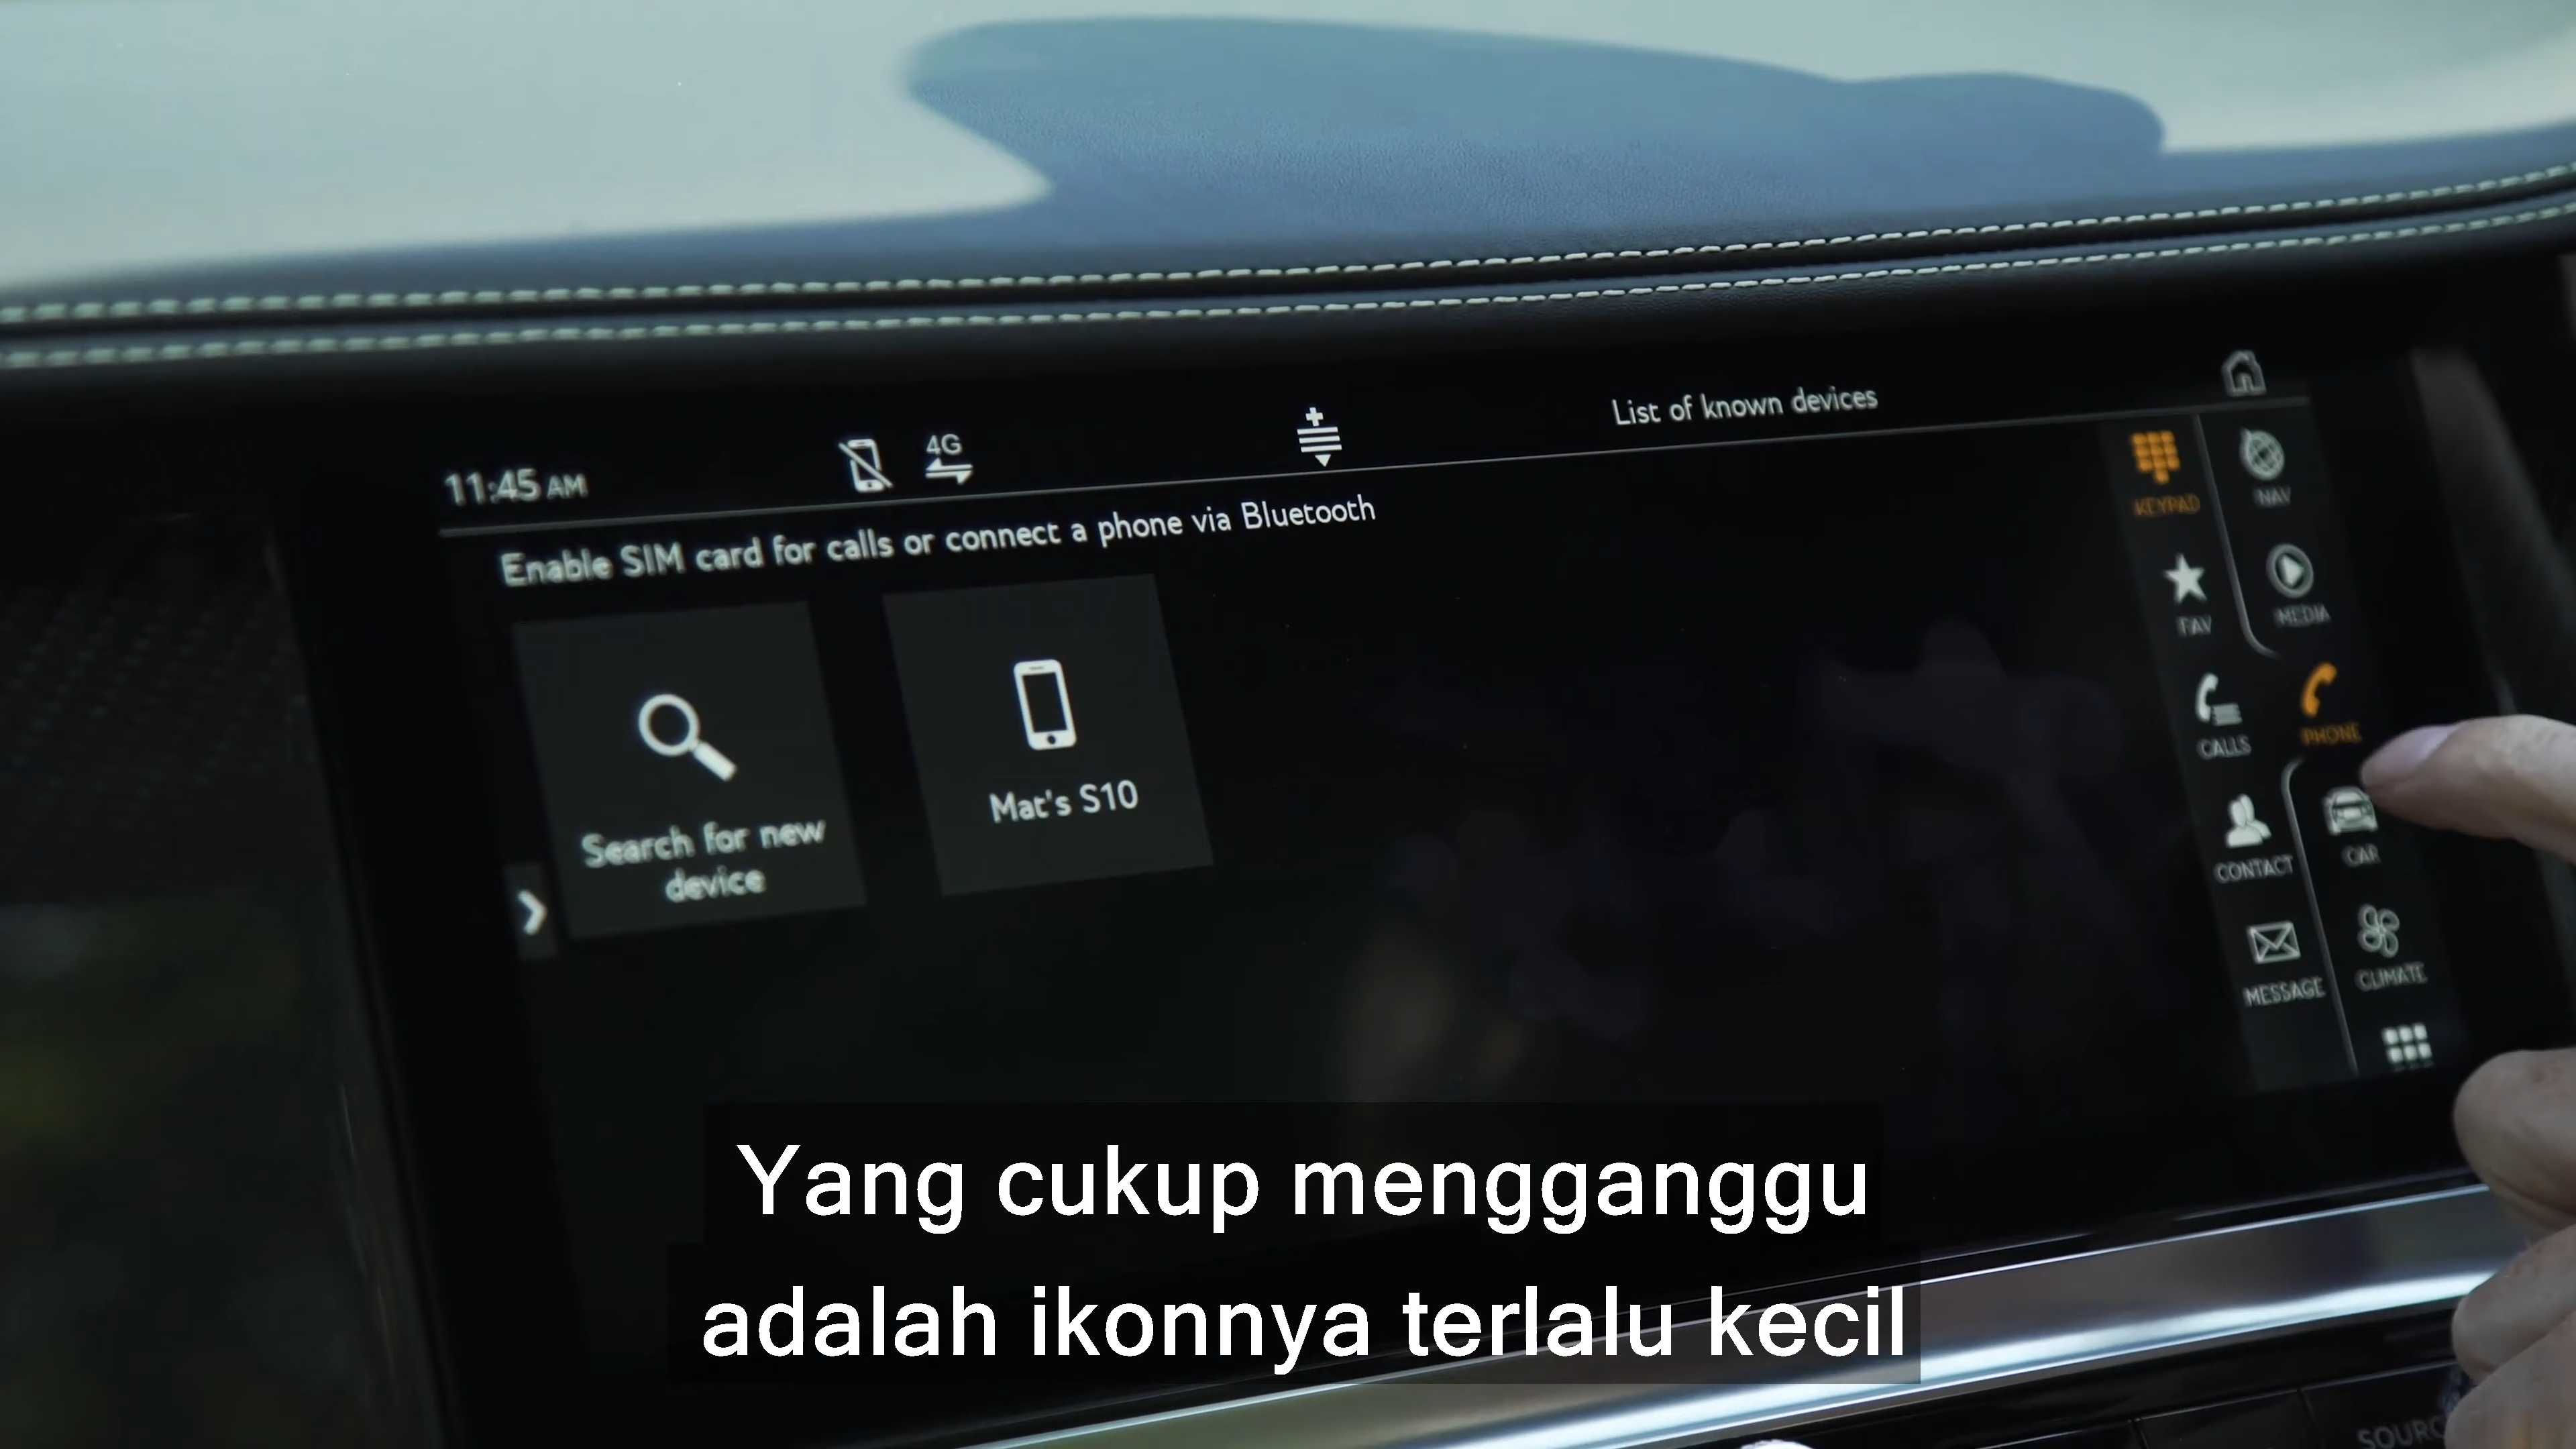 List of known devices
11:45 AM
4G
Enable SIM card for calls or connect a phone via Bluetooth
KEYPAD
NAV
FAV
MEDIA
Search for new
device
Mat's S10
CALLS
PHONE
CONTACT
CAR
MESSAGE
CLIMATE
Yang cukup mengganggu
adalah ikonnya terlalu kecil